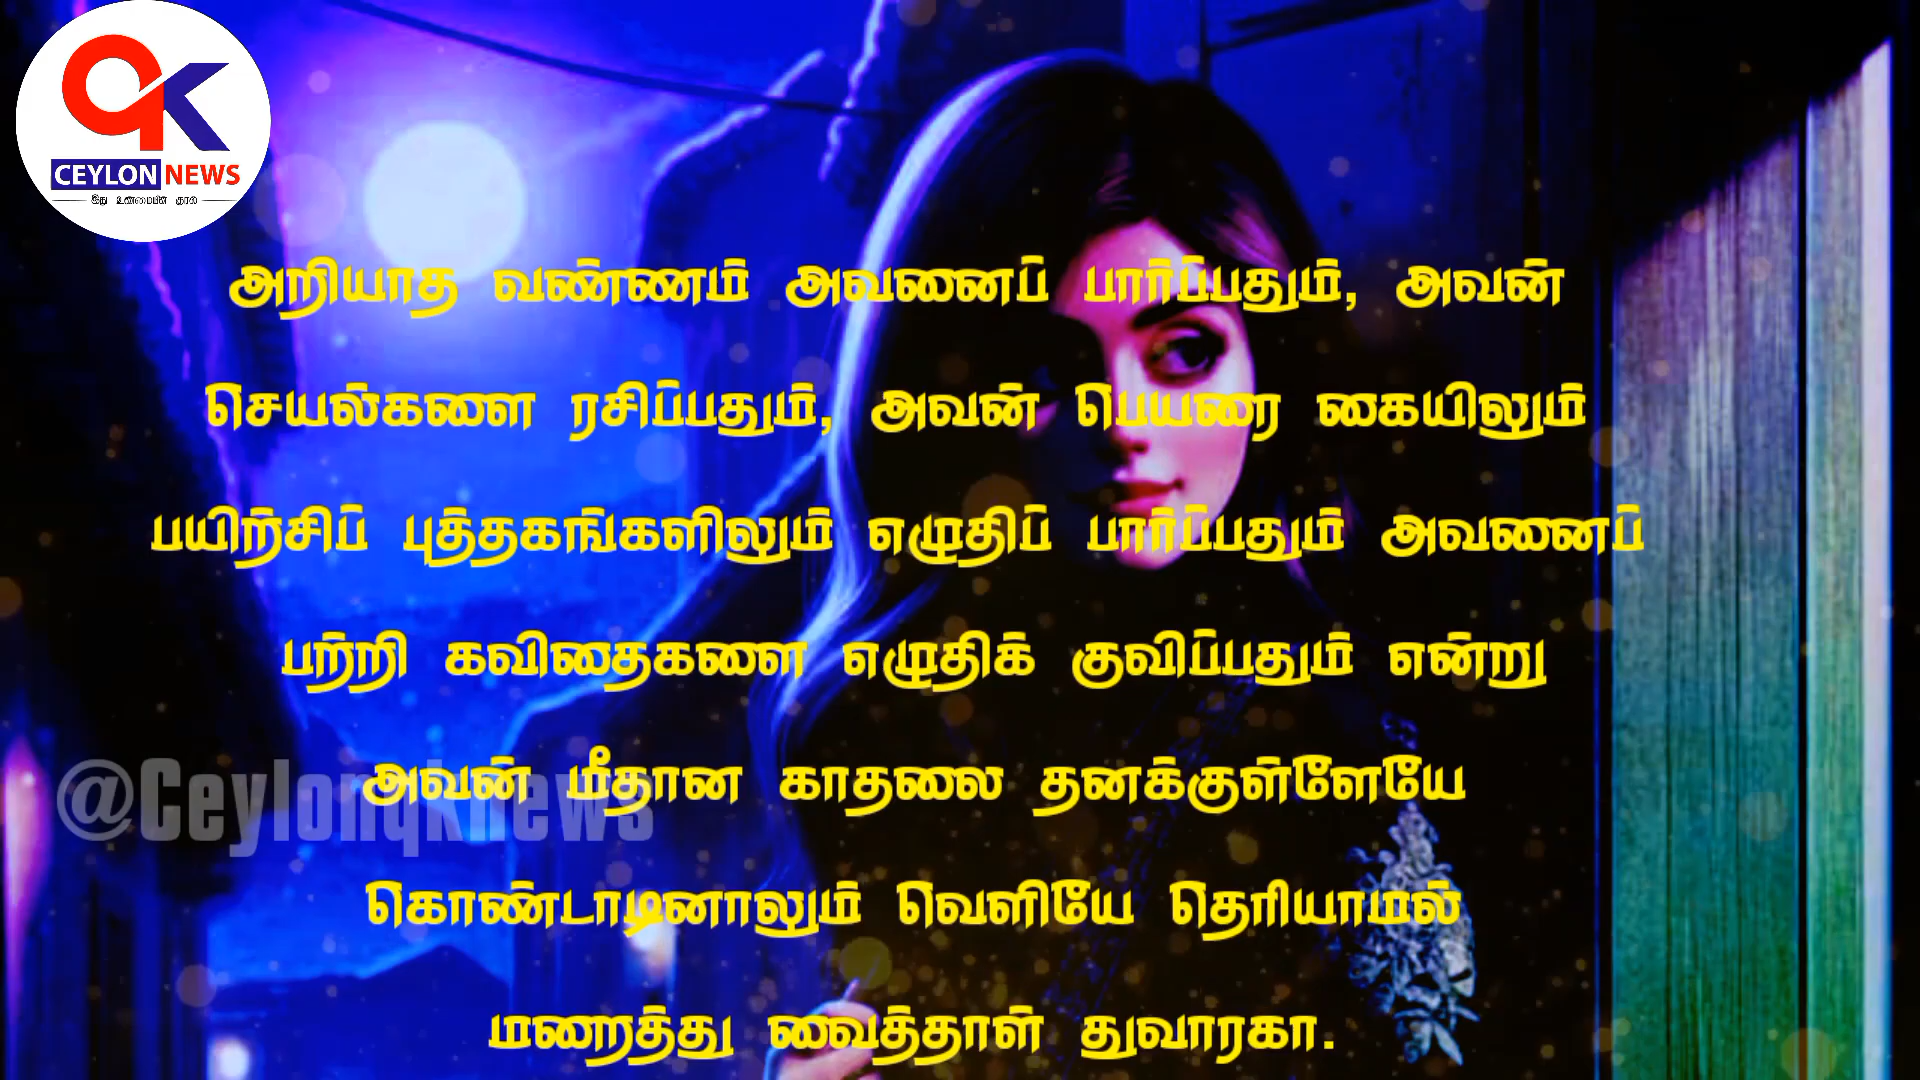 QK
CEYLON NEWS
அறியாத வண்ணம் அவனைப் பார்ப்பதும், அவன்
செயல்களை ரசிப்பதும், அவன் பெயரை கையிலும்
பயிற்சிப் புத்தகங்களிலும் எழுதிப் பார்ப்பதும் அவனைப்
பற்றி கவிதைகளை எழுதிக் குவிப்பதும் என்று
அவன் மீதான காதலை தனக்குள்ளேயே
@Ceylonqknews
கொண்டாடினாலும் வெளியே தெரியாமல்
மறைத்து வைத்தாள் துவாரகா.